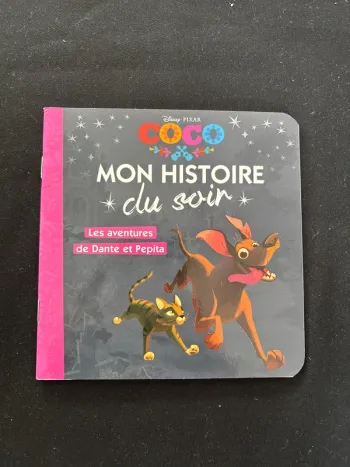 Disney·PIXAR
COCO
MON HISTOIRE
du soir
Les aventures
de Dante et Pepita